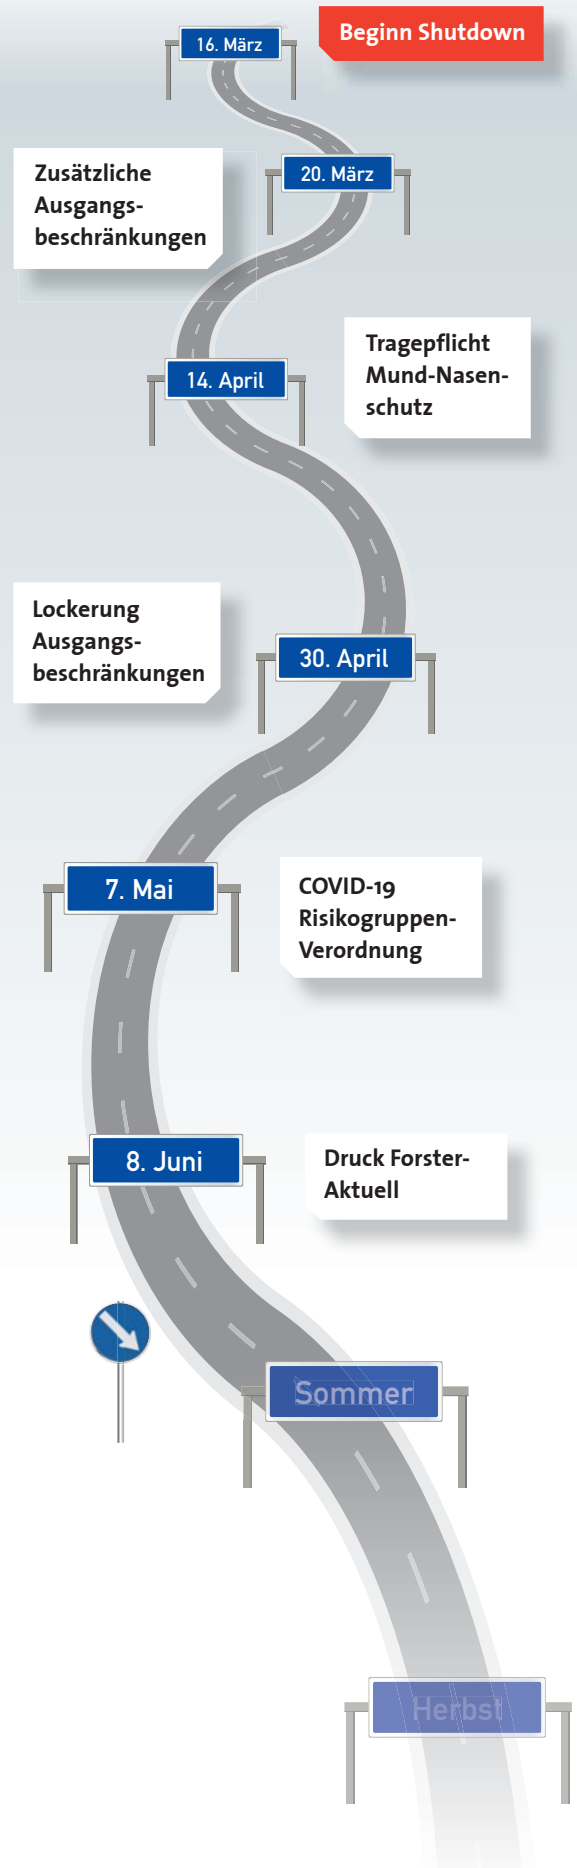 16. März
Beginn Shutdown
20. März
Zusätzliche
Ausgangs-
beschränkungen
14. April
Tragepflicht
Mund-Nasen-
schutz
30. April
Lockerung
Ausgangs-
beschränkungen
7. Mai
COVID-19
Risikogruppen-
Verordnung
8. Juni
Druck Forster-
Aktuell
Sommer
Herbst